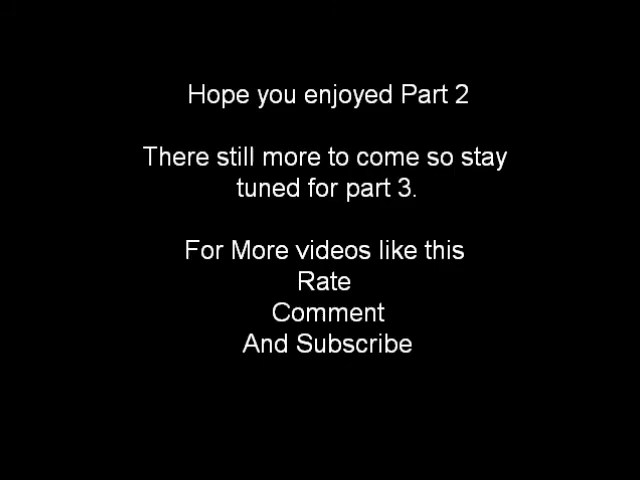 Hope you enjoyed Part 2
There still more to come so stay
tuned for part 3.
For More videos like this
Rate
Comment
And Subscribe